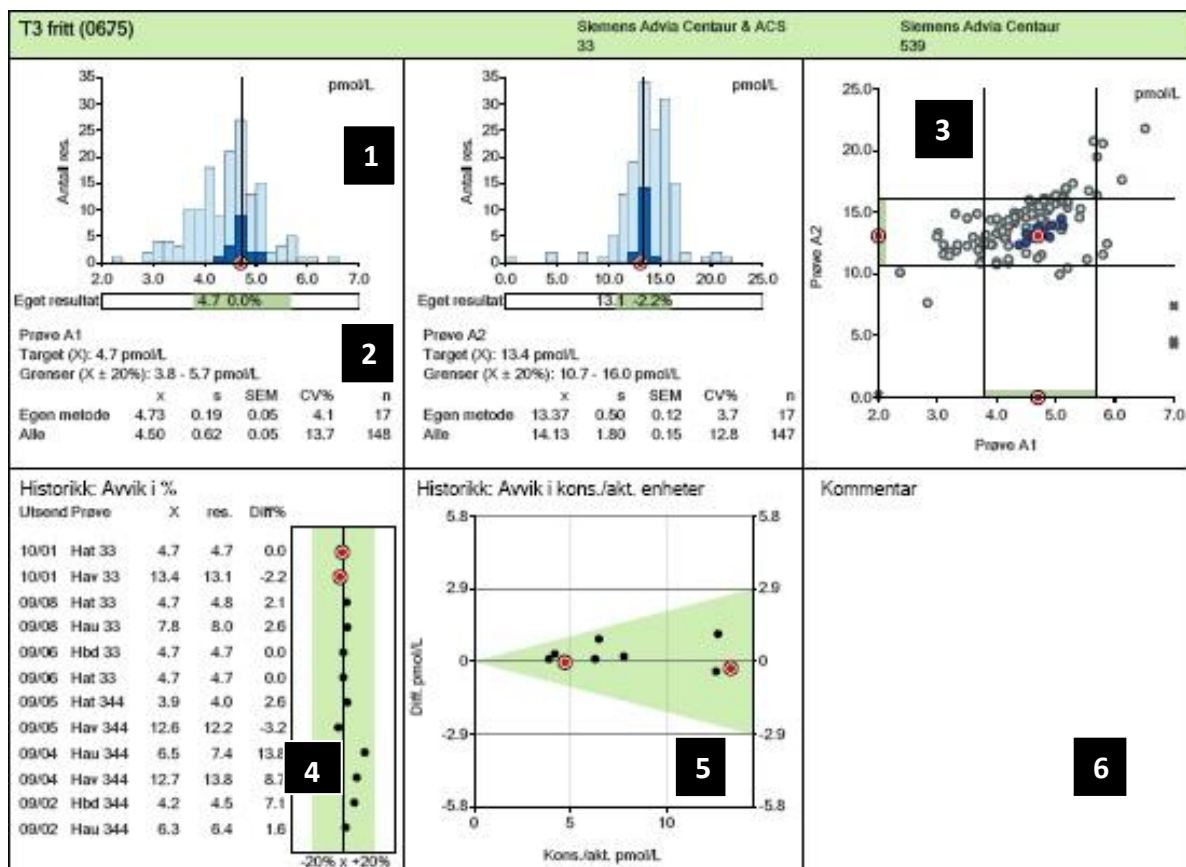 T3 fritt (0675)
Siemens Advia Centaur & ACS
33
Siemens Advia Centaur
539
35
30
25
20
15
10
5
0
Antall res.
pmol/L
1
2.0 3.0 4.0 5.0 6.0 7.0
Eget resultat 4.7 0.0%
Prøve A1
Target (X): 4.7 pmol/L
Grenser (X ± 20%): 3.8 - 5.7 pmol/L
2
x s SEM CV% n
Egen metode 4.73 0.19 0.05 4.1 17
Alle 4.50 0.62 0.05 13.7 148
35
30
25
20
15
10
5
0
Antall res.
pmol/L
0.0 5.0 10.0 15.0 20.0 25.0
Eget resultat 13.1 -2.2%
Prøve A2
Target (X): 13.4 pmol/L
Grenser (X ± 20%): 10.7 - 16.0 pmol/L
x s SEM CV% n
Egen metode 13.37 0.50 0.12 3.7 17
Alle 14.13 1.80 0.15 12.8 147
25.0
20.0
15.0
10.0
5.0
0.0
Prøve A2
3
pmol/L
2.0 3.0 4.0 5.0 6.0 7.0
Prøve A1
Historikk: Avvik i %
Utsend Prøve X res. Diff%
10/01 Hat 33 4.7 4.7 0.0
10/01 Hav 33 13.4 13.1 -2.2
09/08 Hat 33 4.7 4.8 2.1
09/08 Hau 33 7.8 8.0 2.6
09/06 Hbd 33 4.7 4.7 0.0
09/06 Hat 33 4.7 4.7 0.0
09/05 Hat 344 3.9 4.0 2.6
09/05 Hav 344 12.6 12.2 -3.2
09/04 Hau 344 6.5 7.4 13.8
09/04 Hav 344 12.7 13.8 8.7
09/02 Hbd 344 4.2 4.5 7.1
09/02 Hau 344 6.3 6.4 1.6
4
-20% x +20%
Historikk: Avvik i kons./akt. enheter
5.8 5.8
2.9 2.9
0 0
-2.9 -2.9
-5.8 -5.8
Diff. pmol/L
5
0 5 10
Kons./akt. pmol/L
Kommentar
6